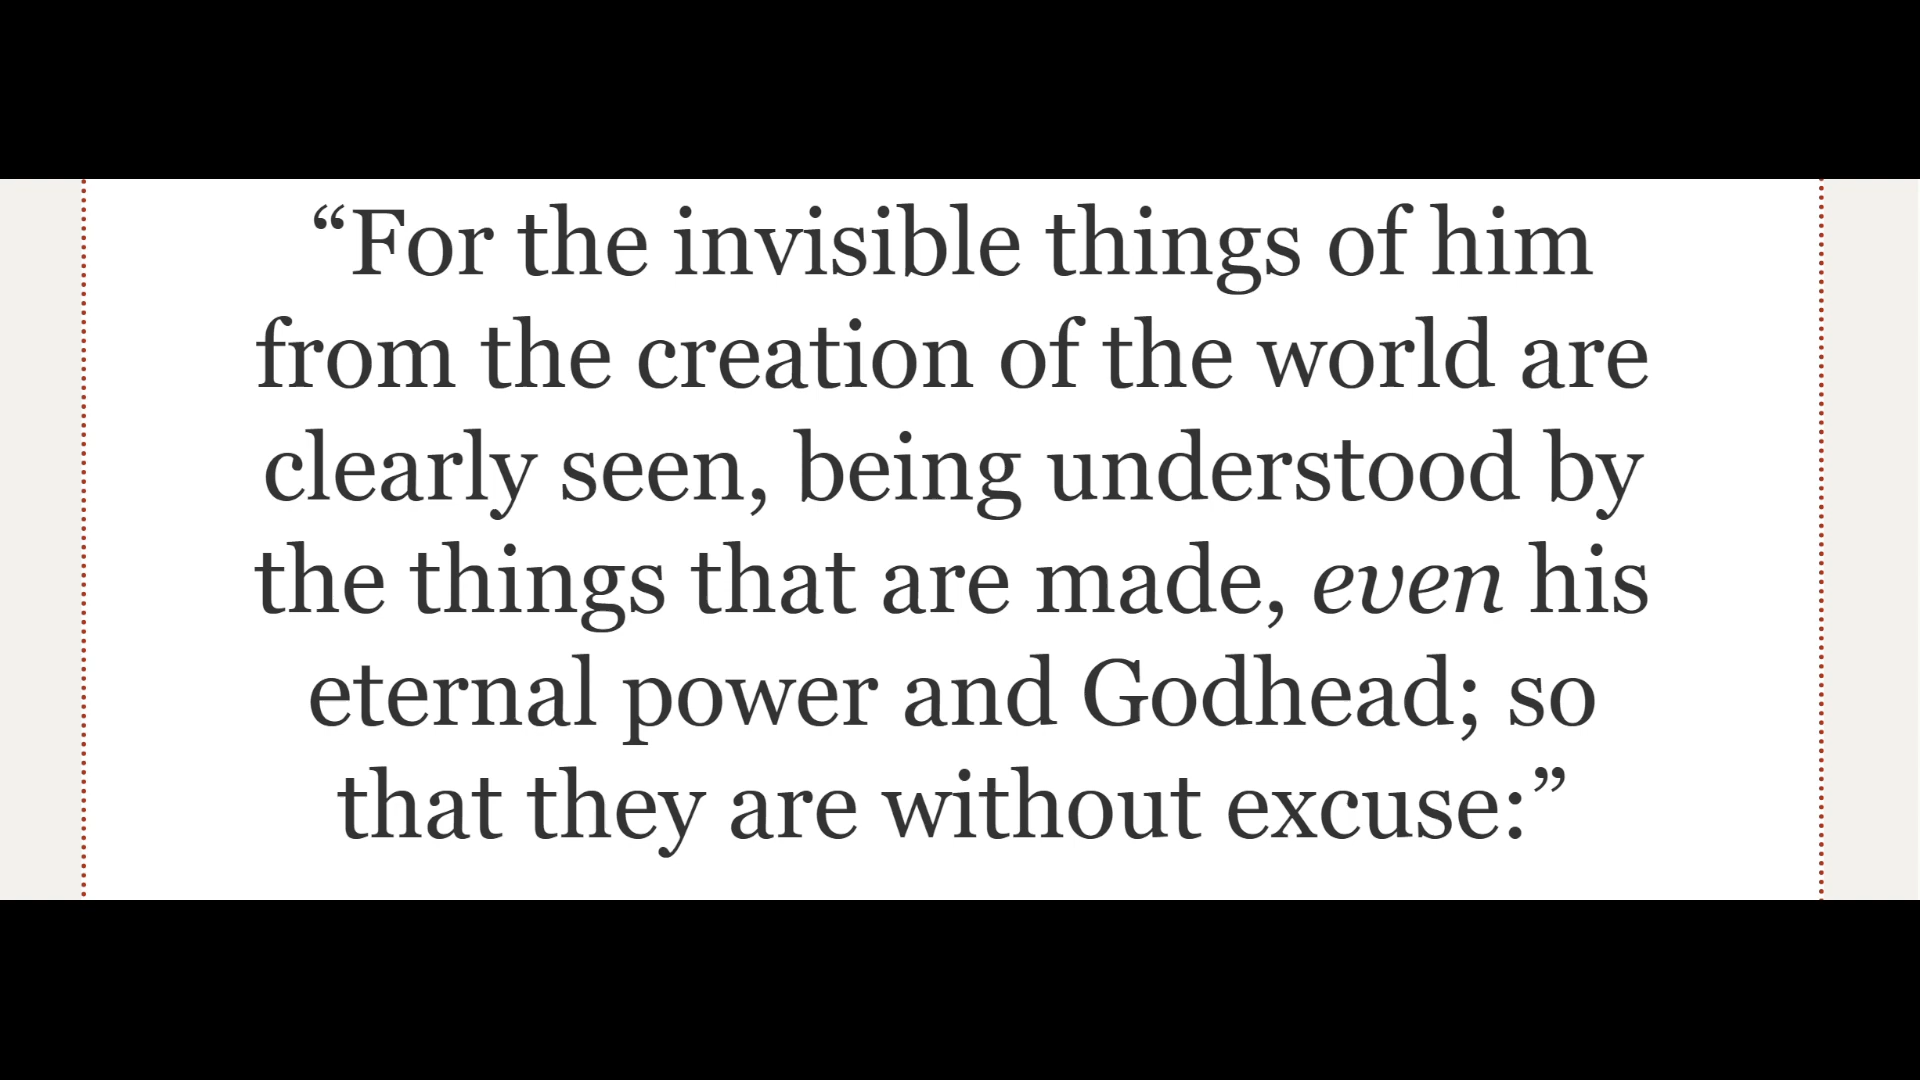 “For the invisible things of him
from the creation of the world are
clearly seen, being understood by
the things that are made, even his
eternal power and Godhead; so
that they are without excuse:”